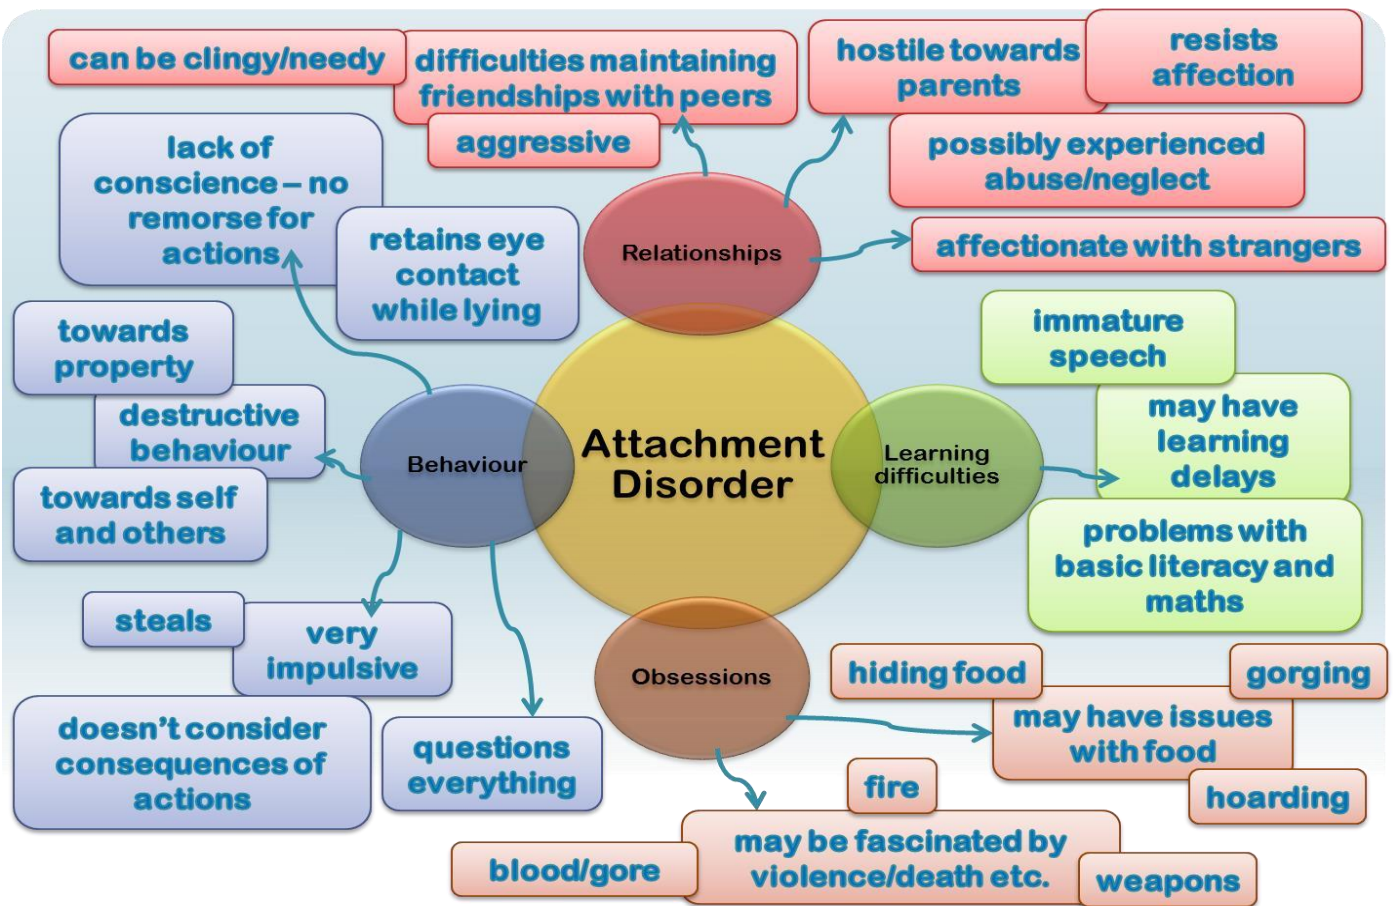 can be clingy/needy
difficulties maintaining
friendships with peers
aggressive
hostile towards
parents
resists
affection
possibly experienced
abuse/neglect
affectionate with strangers
Relationships
lack of
conscience – no
remorse for
actions
retains eye
contact
while lying
towards
property
destructive
behaviour
towards self
and others
Behaviour
steals
very
impulsive
doesn't consider
consequences of
actions
questions
everything
Attachment
Disorder
Learning
difficulties
immature
speech
may have
learning
delays
problems with
basic literacy and
maths
Obsessions
hiding food
gorging
may have issues
with food
hoarding
fire
may be fascinated by
violence/death etc.
blood/gore
weapons